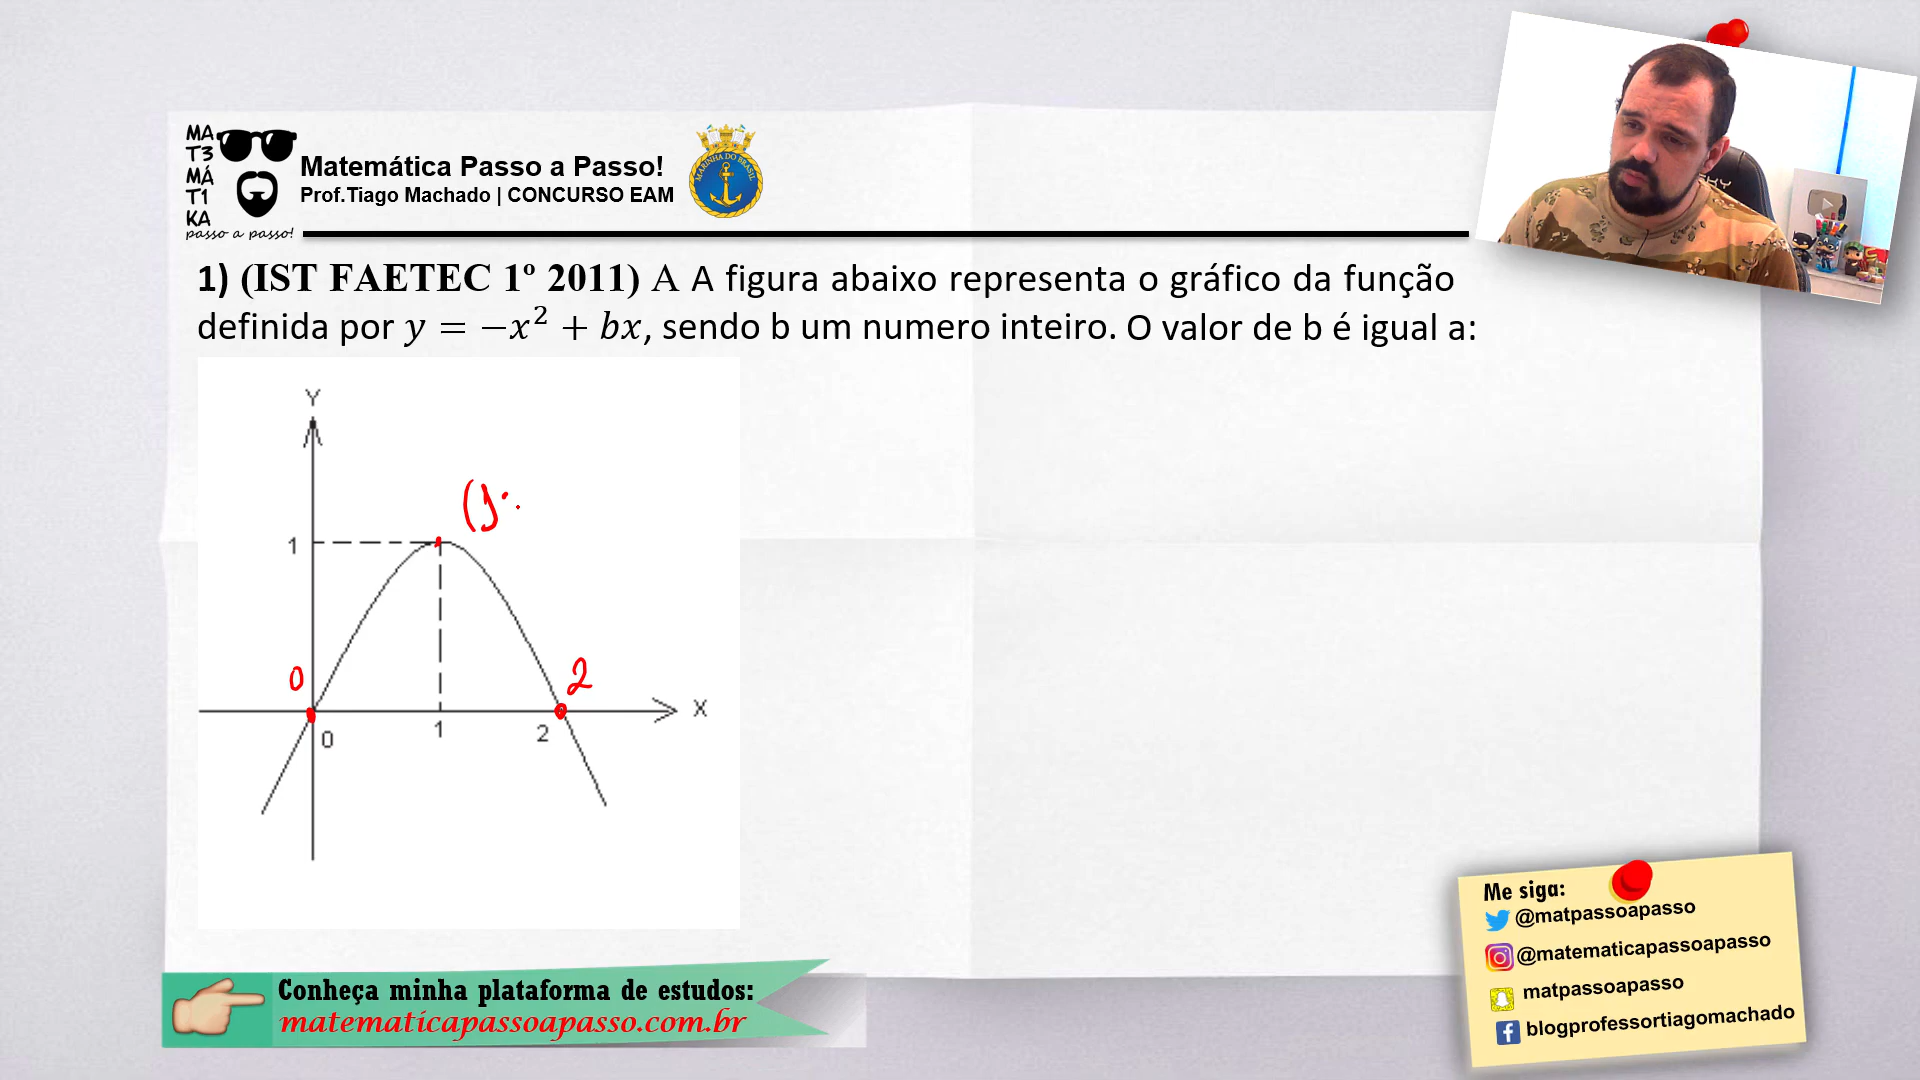 MA
T3
MÁ
T1
KA
passo a passo!
Matemática Passo a Passo!
Prof.Tiago Machado | CONCURSO EAM
MARINHA DO BRASIL
1) (IST FAETEC 1º 2011) A A figura abaixo representa o gráfico da função
definida por y = −x² + bx, sendo b um numero inteiro. O valor de b é igual a:
Y
1
0
2
X
0
1
2
Conheça minha plataforma de estudos:
matematicapassoapasso.com.br
Me siga:
@matpassoapasso
@matematicapassoapasso
matpassoapasso
blogprofessortiagomachado